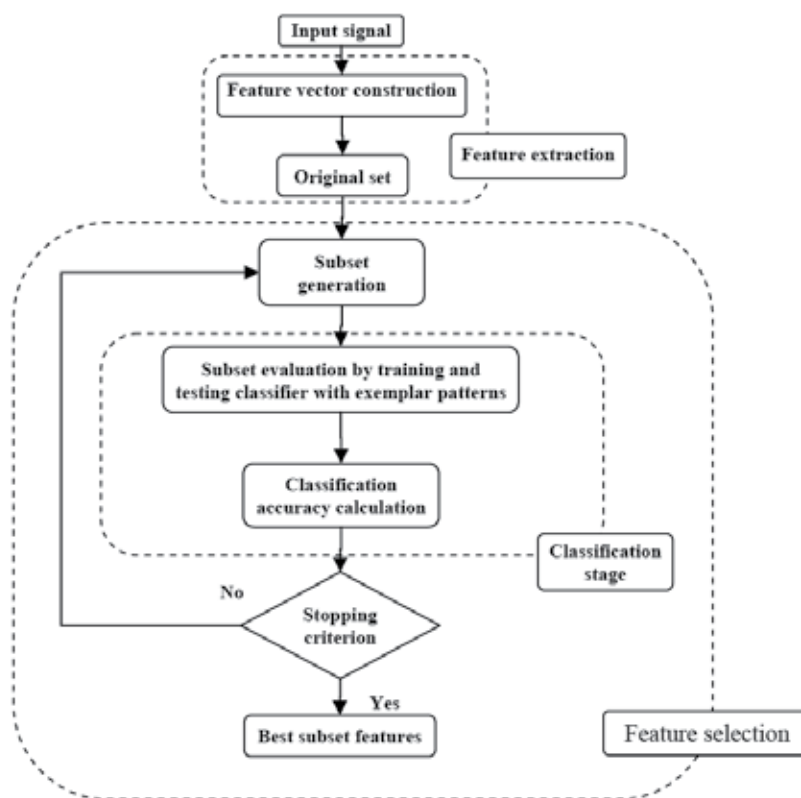 Input signal
Feature vector construction
Feature extraction
Original set
Subset
generation
Subset evaluation by training and
testing classifier with exemplar patterns
Classification
accuracy calculation
Classification
stage
No
Stopping
criterion
Yes
Best subset features
Feature selection